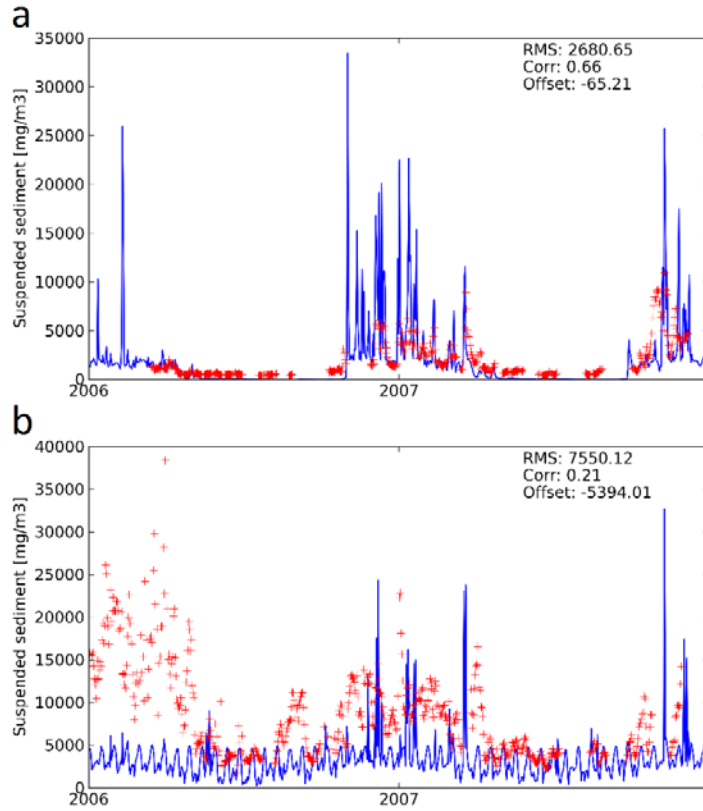 a
35000
30000
25000
20000
15000
10000
5000
0
Suspended sediment [mg/m3]
RMS: 2680.65
Corr: 0.66
Offset: -65.21
2006
2007
b
40000
35000
30000
25000
20000
15000
10000
5000
0
Suspended sediment [mg/m3]
RMS: 7550.12
Corr: 0.21
Offset: -5394.01
2006
2007